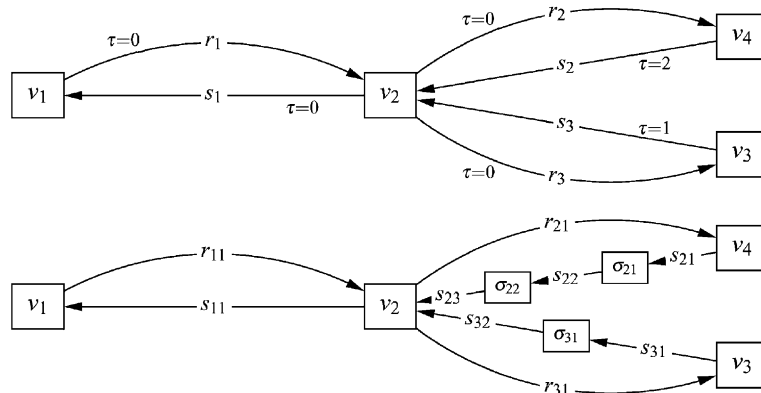 τ=0 r₁ τ=0 r₂ v₄
v₁ s₁ τ=0 v₂ s₂ τ=2
s₃ τ=1 v₃
τ=0 r₃
r₂₁ v₄
r₁₁ σ₂₂ s₂₂ σ₂₁ s₂₁
v₁ s₁₁ v₂ s₂₃
s₃₂ σ₃₁ s₃₁ v₃
r₃₁